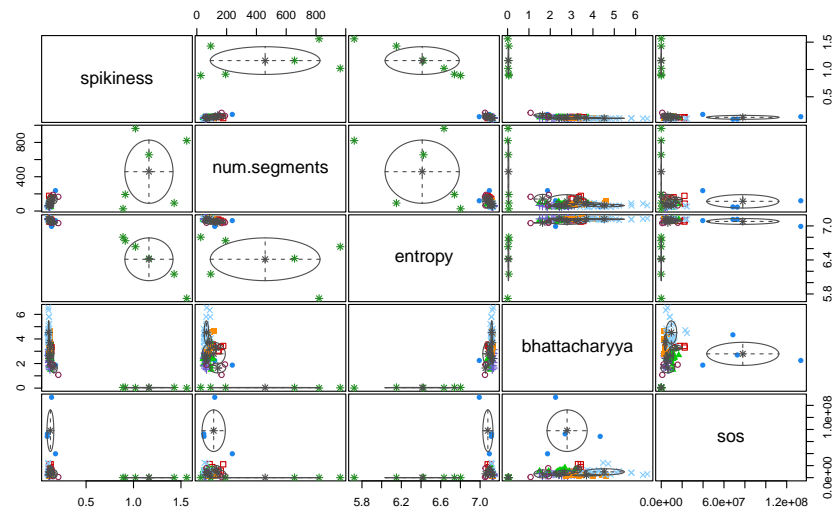 0 200 400 600 800
0 1 2 3 4 5 6
spikiness
0.5 1.0 1.5
0 400 800
num.segments
entropy
5.8 6.4 7.0
0 2 4 6
bhattacharyya
sos
0.0e+00 1.0e+08
0.5 1.0 1.5
5.8 6.2 6.6 7.0
0.0e+00 6.0e+07 1.2e+08